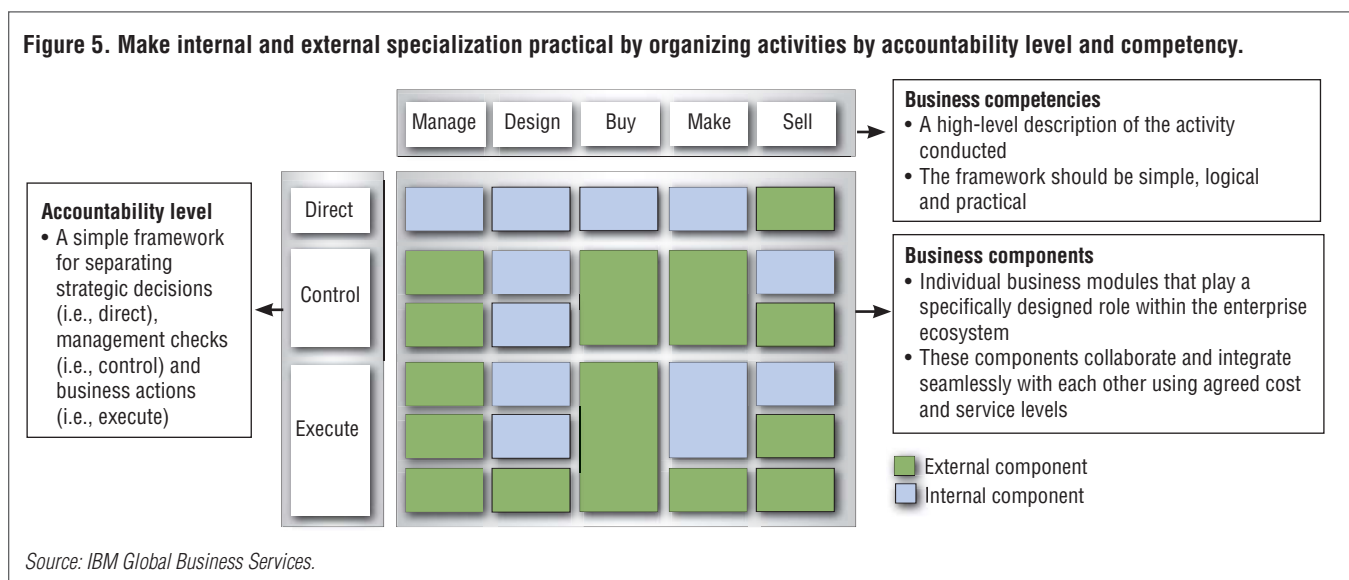 Figure 5. Make internal and external specialization practical by organizing activities by accountability level and competency.
Manage
Design
Buy
Make
Sell
Business competencies
• A high-level description of the activity
conducted
• The framework should be simple, logical
and practical
Accountability level
• A simple framework
for separating
strategic decisions
(i.e., direct),
management checks
(i.e., control) and
business actions
(i.e., execute)
Direct
Control
Execute
Business components
• Individual business modules that play a
specifically designed role within the enterprise
ecosystem
• These components collaborate and integrate
seamlessly with each other using agreed cost
and service levels
External component
Internal component
Source: IBM Global Business Services.